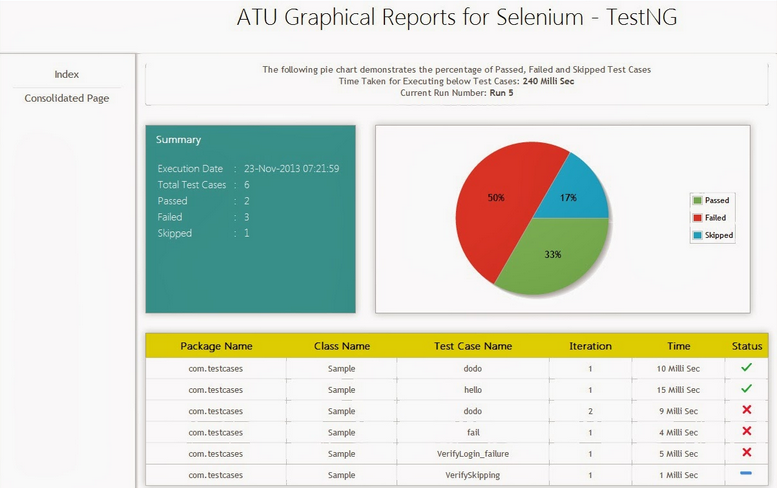 ATU Graphical Reports for Selenium - TestNG
Index
Consolidated Page
The following pie chart demonstrates the percentage of Passed, Failed and Skipped Test Cases
Time Taken for Executing below Test Cases: 240 Milli Sec
Current Run Number: Run 5
Summary
Execution Date : 23-Nov-2013 07:21:59
Total Test Cases : 6
Passed : 2
Failed : 3
Skipped : 1
50%
17%
33%
Passed
Failed
Skipped
Package Name Class Name Test Case Name Iteration Time Status
com.testcases Sample dodo 1 10 Milli Sec
com.testcases Sample hello 1 15 Milli Sec
com.testcases Sample dodo 2 9 Milli Sec
com.testcases Sample fail 1 4 Milli Sec
com.testcases Sample VerifyLogin_failure 1 5 Milli Sec
com.testcases Sample VerifySkipping 1 1 Milli Sec